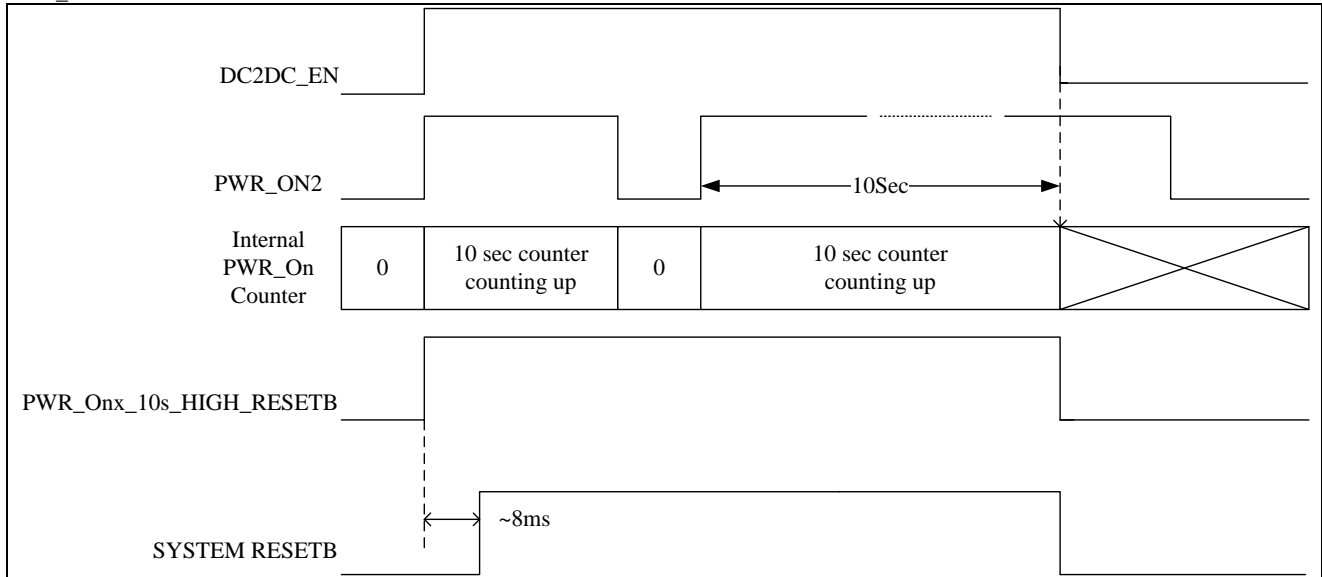 DC2DC_EN
PWR_ON2
10Sec
Internal
PWR_On
Counter
0
10 sec counter
counting up
0
10 sec counter
counting up
PWR_Onx_10s_HIGH_RESETB
~8ms
SYSTEM RESETB